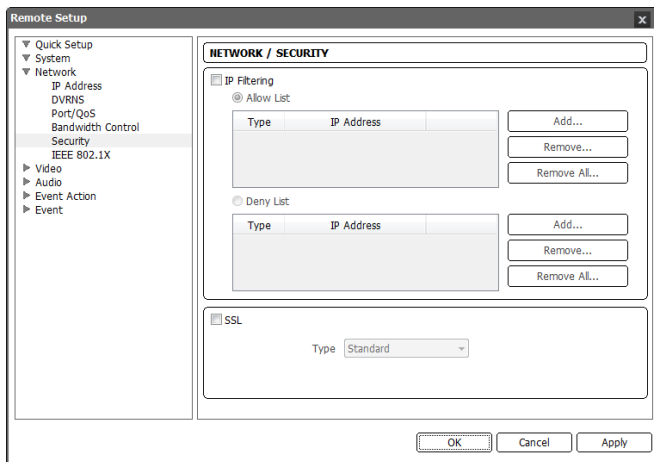 Remote Setup
x
Quick Setup
System
Network
IP Address
DVRNS
Port/QoS
Bandwidth Control
Security
IEEE 802.1X
Video
Audio
Event Action
Event
NETWORK / SECURITY
IP Filtering
Allow List
Type IP Address
Add...
Remove...
Remove All...
Deny List
Type IP Address
Add...
Remove...
Remove All...
SSL
Type Standard
OK Cancel Apply